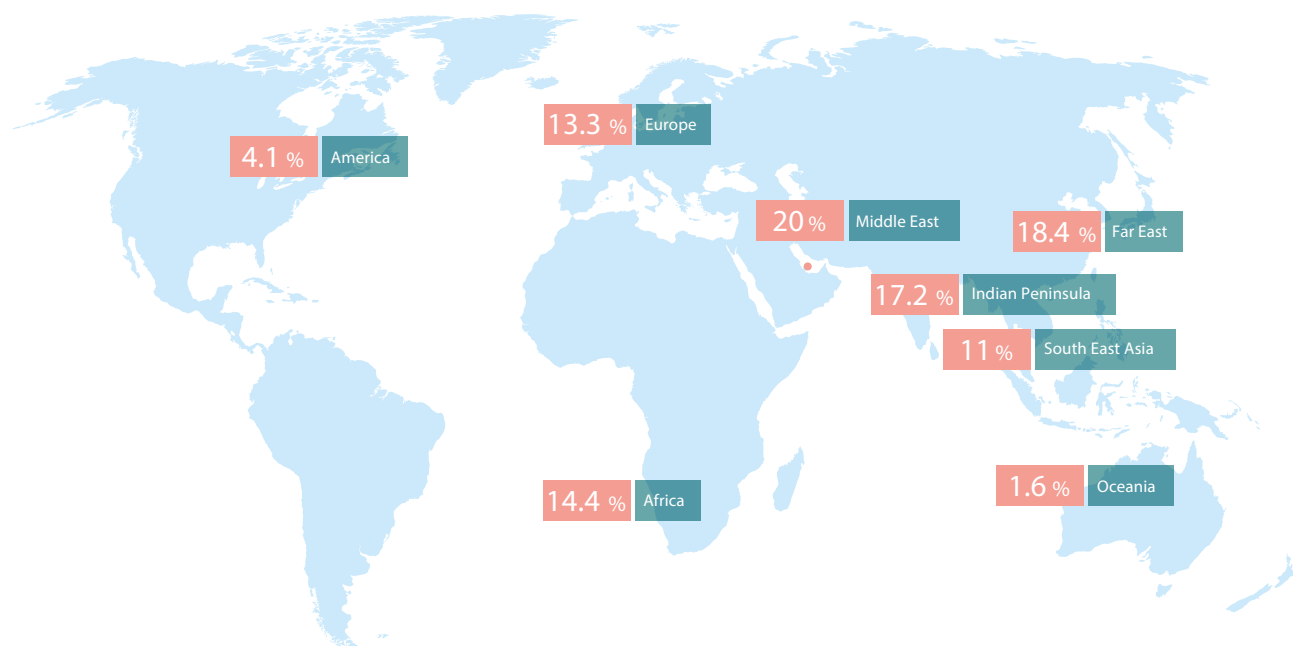 13.3 % Europe
4.1 % America
20 % Middle East
18.4 % Far East
17.2 % Indian Peninsula
11 % South East Asia
14.4 % Africa
1.6 % Oceania